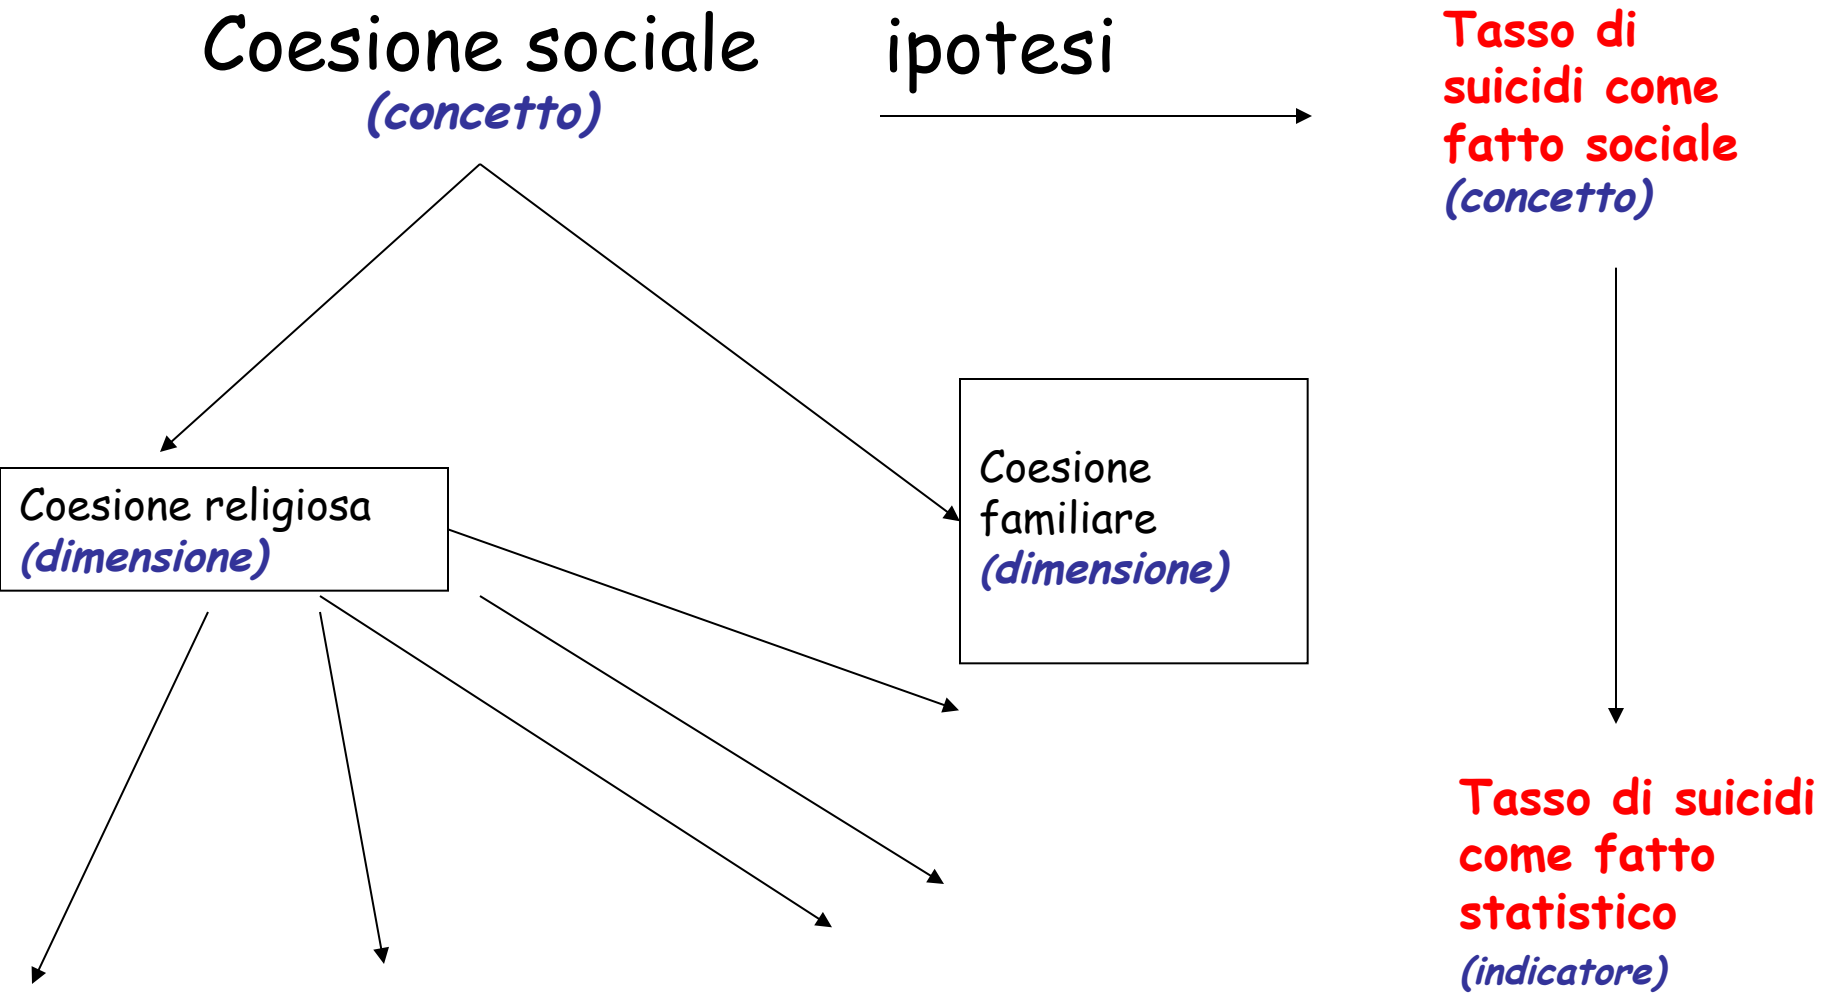 Coesione sociale
(concetto)
ipotesi
Tasso di
suicidi come
fatto sociale
(concetto)
Coesione religiosa
(dimensione)
Coesione
familiare
(dimensione)
Tasso di suicidi
come fatto
statistico
(indicatore)